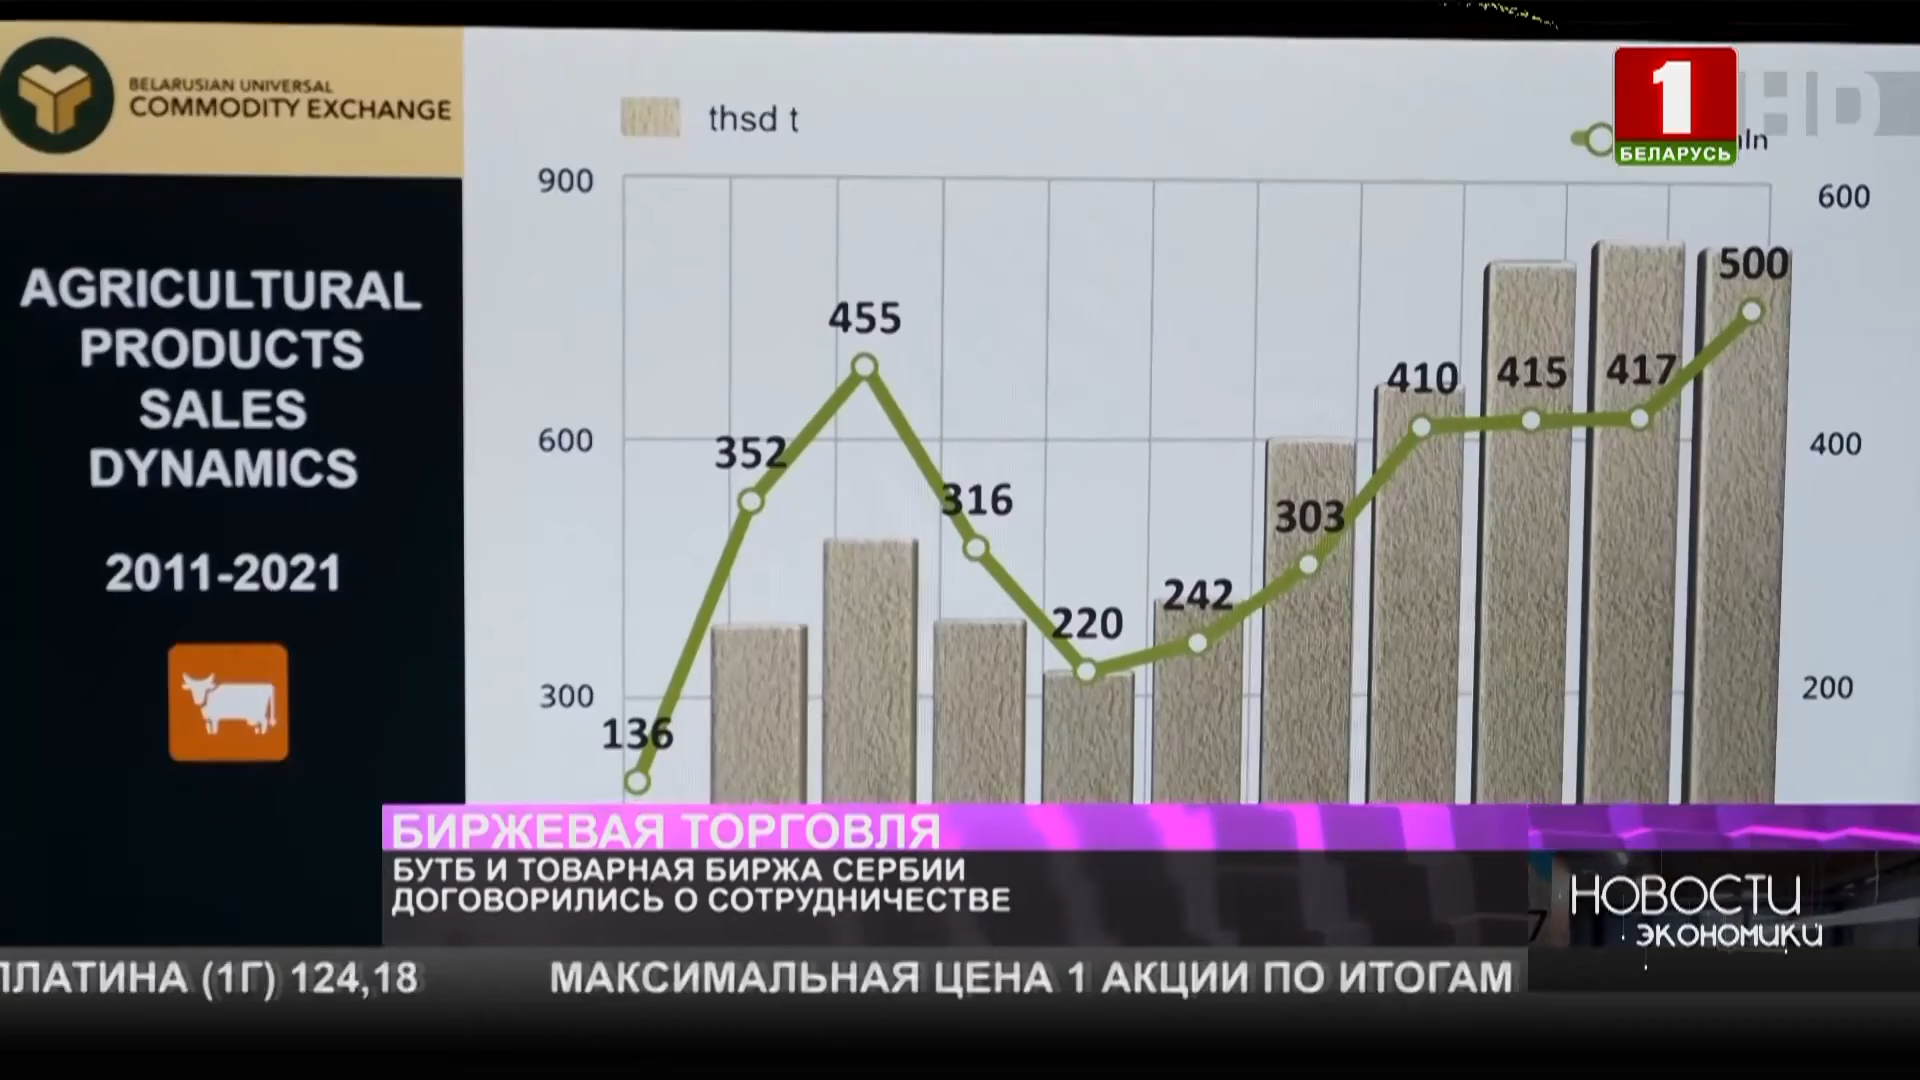 BELARUSIAN UNIVERSAL
COMMODITY EXCHANGE
AGRICULTURAL
PRODUCTS
SALES
DYNAMICS
2011-2021
thsd t
HD
1
БЕЛАРУСЬ
900
600
300
600
400
200
136
352
455
316
220
242
303
410
415
417
500
БИРЖЕВАЯ ТОРГОВЛЯ
БУТБ И ТОВАРНАЯ БИРЖА СЕРБИИ
ДОГОВОРИЛИСЬ О СОТРУДНИЧЕСТВЕ
НОВОСТИ
ЭКОНОМИКИ
ПЛАТИНА (1Г) 124,18 МАКСИМАЛЬНАЯ ЦЕНА 1 АКЦИИ ПО ИТОГАМ